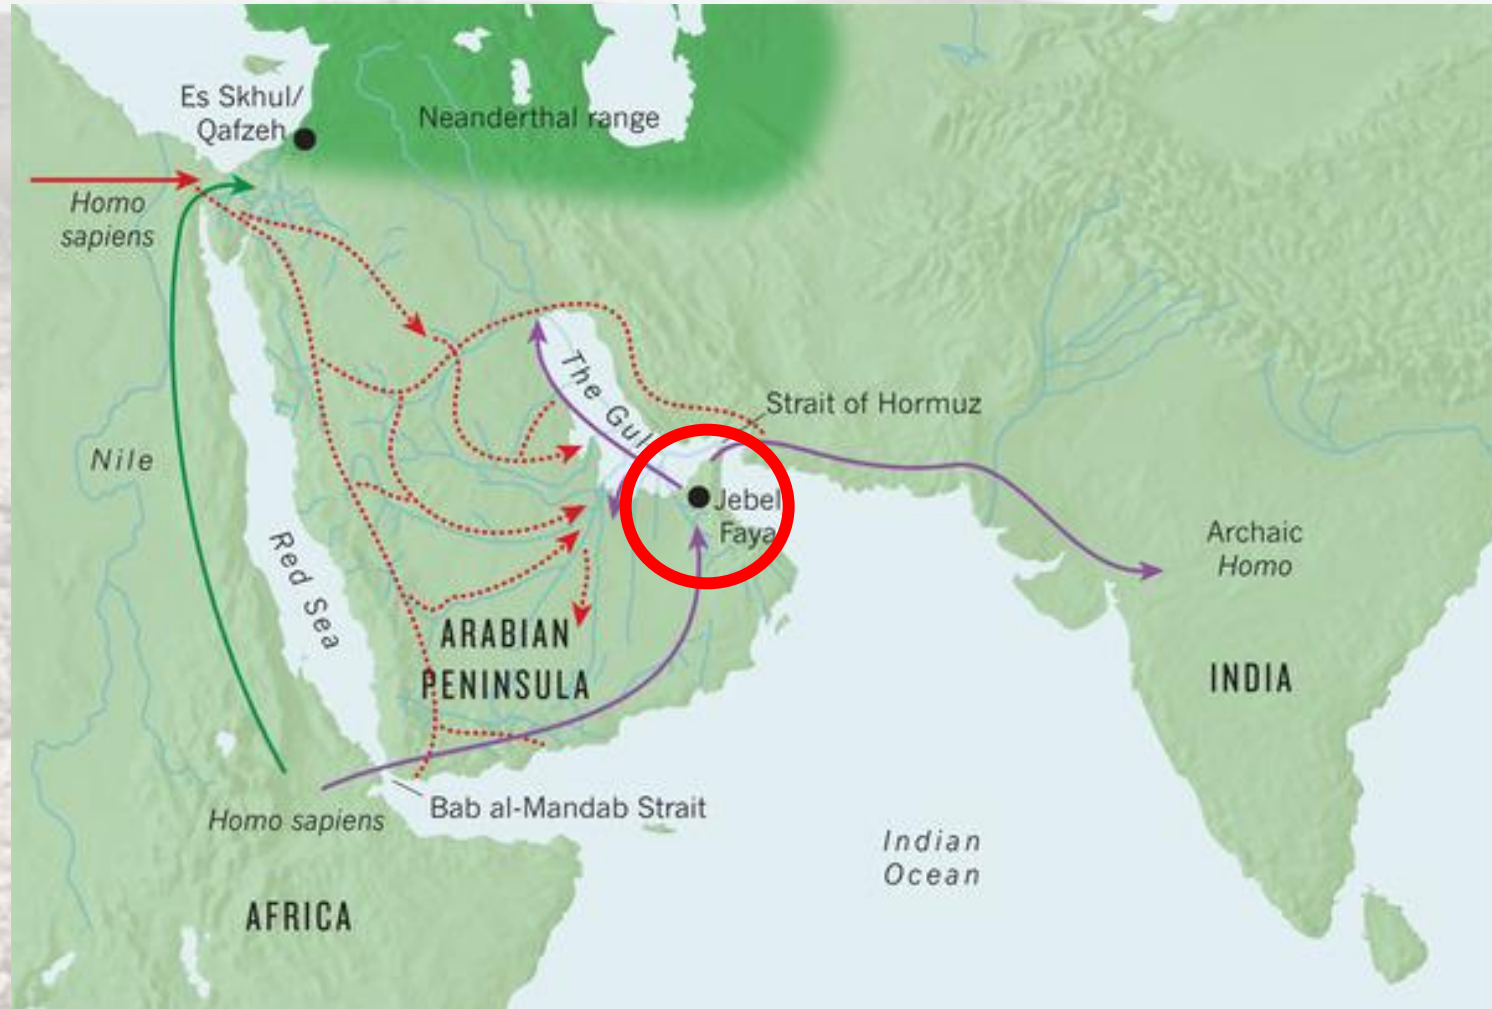 Es Skhul/
Qafzeh
Neanderthal range
Homo
sapiens
The Gul
Strait of Hormuz
Nile
Jebel
Faya
Red Sea
Archaic
Homo
ARABIAN
PENINSULA
INDIA
Bab al-Mandab Strait
Homo sapiens
Indian
Ocean
AFRICA